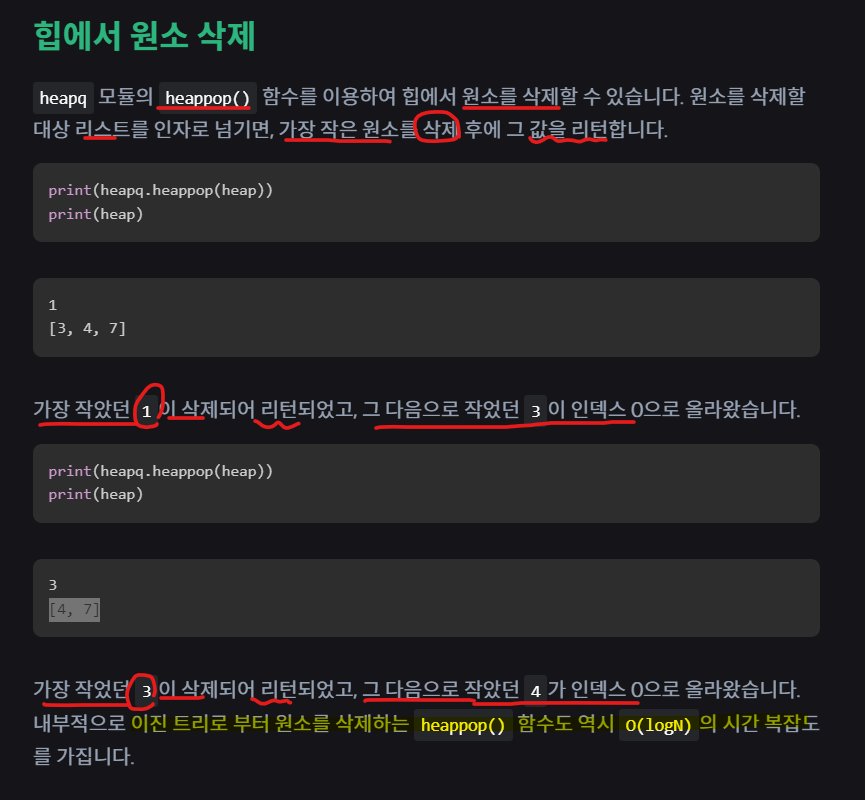 힙에서 원소 삭제
heapq 모듈의 heappop() 함수를 이용하여 힙에서 원소를 삭제할 수 있습니다. 원소를 삭제할
대상 리스트를 인자로 넘기면, 가장 작은 원소를 삭제 후에 그 값을 리턴합니다.
print(heapq.heappop(heap))
print(heap)
1
[3, 4, 7]
가장 작았던 1이 삭제되어 리턴되었고, 그 다음으로 작었던 3이 인덱스 0으로 올라왔습니다.
print(heapq.heappop(heap))
print(heap)
3
[4, 7]
가장 작었던 3이 삭제되어 리턴되었고, 그 다음으로 작았던 4가 인덱스 0으로 올라왔습니다.
내부적으로 이진 트리로 부터 원소를 삭제하는 heappop() 함수도 역시 O(logN)의 시간 복잡도
를 가집니다.